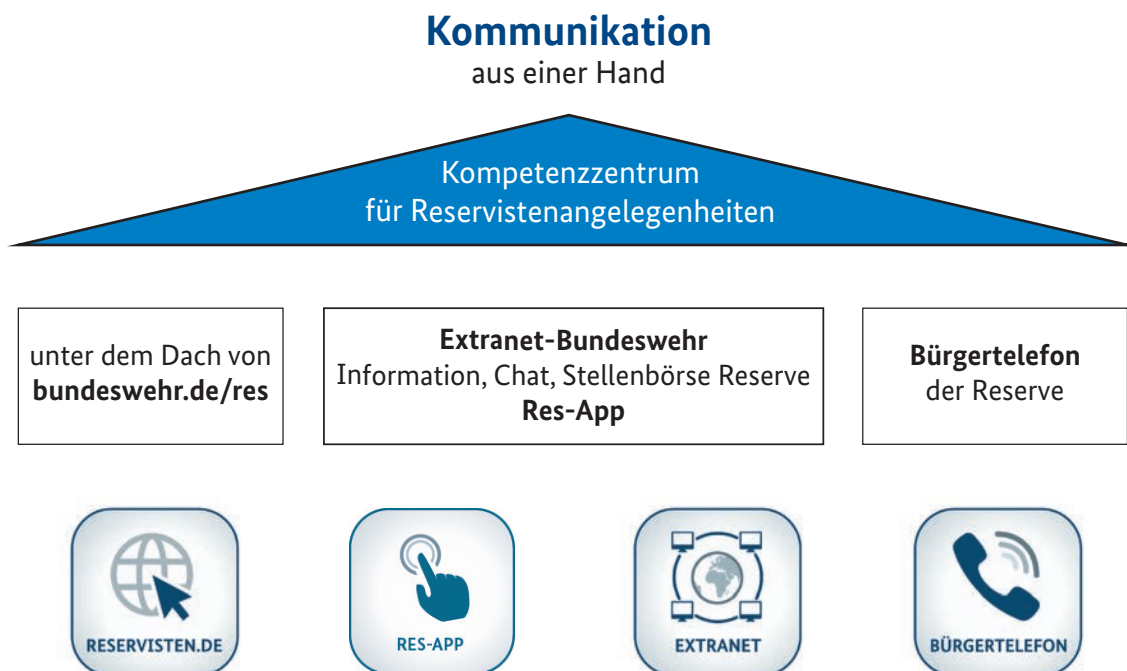 Kommunikation
aus einer Hand
Kompetenzzentrum
für Reservistenangelegenheiten
unter dem Dach von
bundeswehr.de/res
Extranet-Bundeswehr
Information, Chat, Stellenbörse Reserve
Res-App
Bürgertelefon
der Reserve
RESERVISTEN.DE
RES-APP
EXTRANET
BÜRGERTELEFON